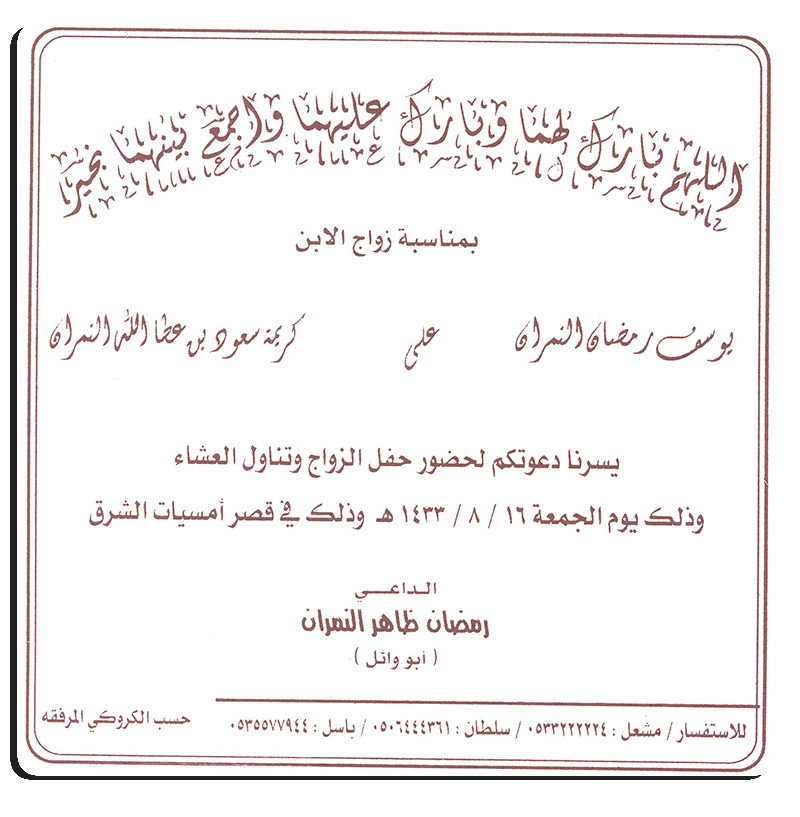 اللهم بارك لهما وبارك عليهما واجمع بينهما بخير
بمناسبة زواج الابن
يوسف رمضان النمران على كريمة سعود بن عطا الله النمران
يسرنا دعوتكم لحضور حفل الزواج وتناول العشاء
وذلك يوم الجمعة ١٦ / ٨ / ١٤٣٣ هـ وذلك في قصر أمسيات الشرق
الداعــي
رمضان ظاهر النمران
( أبو وائل )
للاستفسار / مشعل : ٠٥٣٣٢٢٢٢٢٤ / سلطان : ٠٥٠٦٤٤٤٣٦١ / باسل : ٠٥٣٥٥٧٧٩٤٤
حسب الكروكي المرفقه